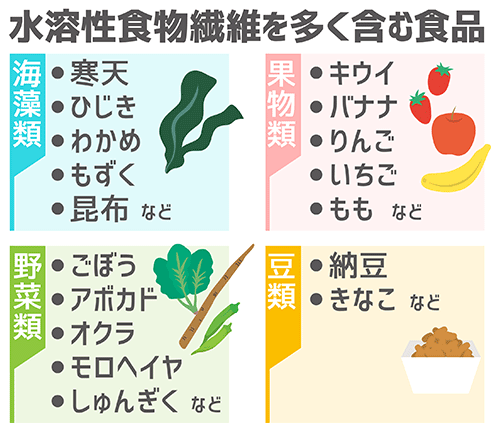 水溶性食物繊維を多く含む食品
海藻類
●寒天
●ひじき
●わかめ
●もずく
●昆布 など
果物類
●キウイ
●バナナ
●りんご
●いちご
●もも など
野菜類
●ごぼう
●アボカド
●オクラ
●モロヘイヤ
●しゅんぎく など
豆類
●納豆
●きなこ など